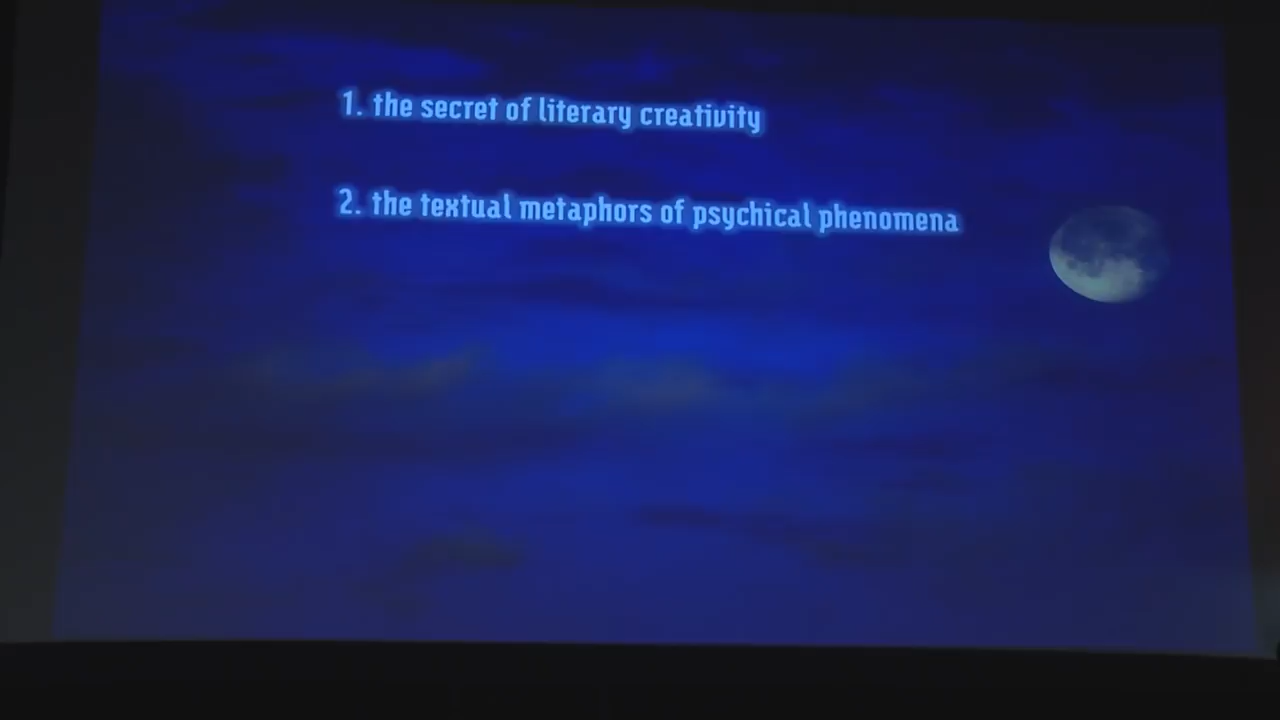 1. the secret of literary creativity
2. the textual metaphors of psychical phenomena